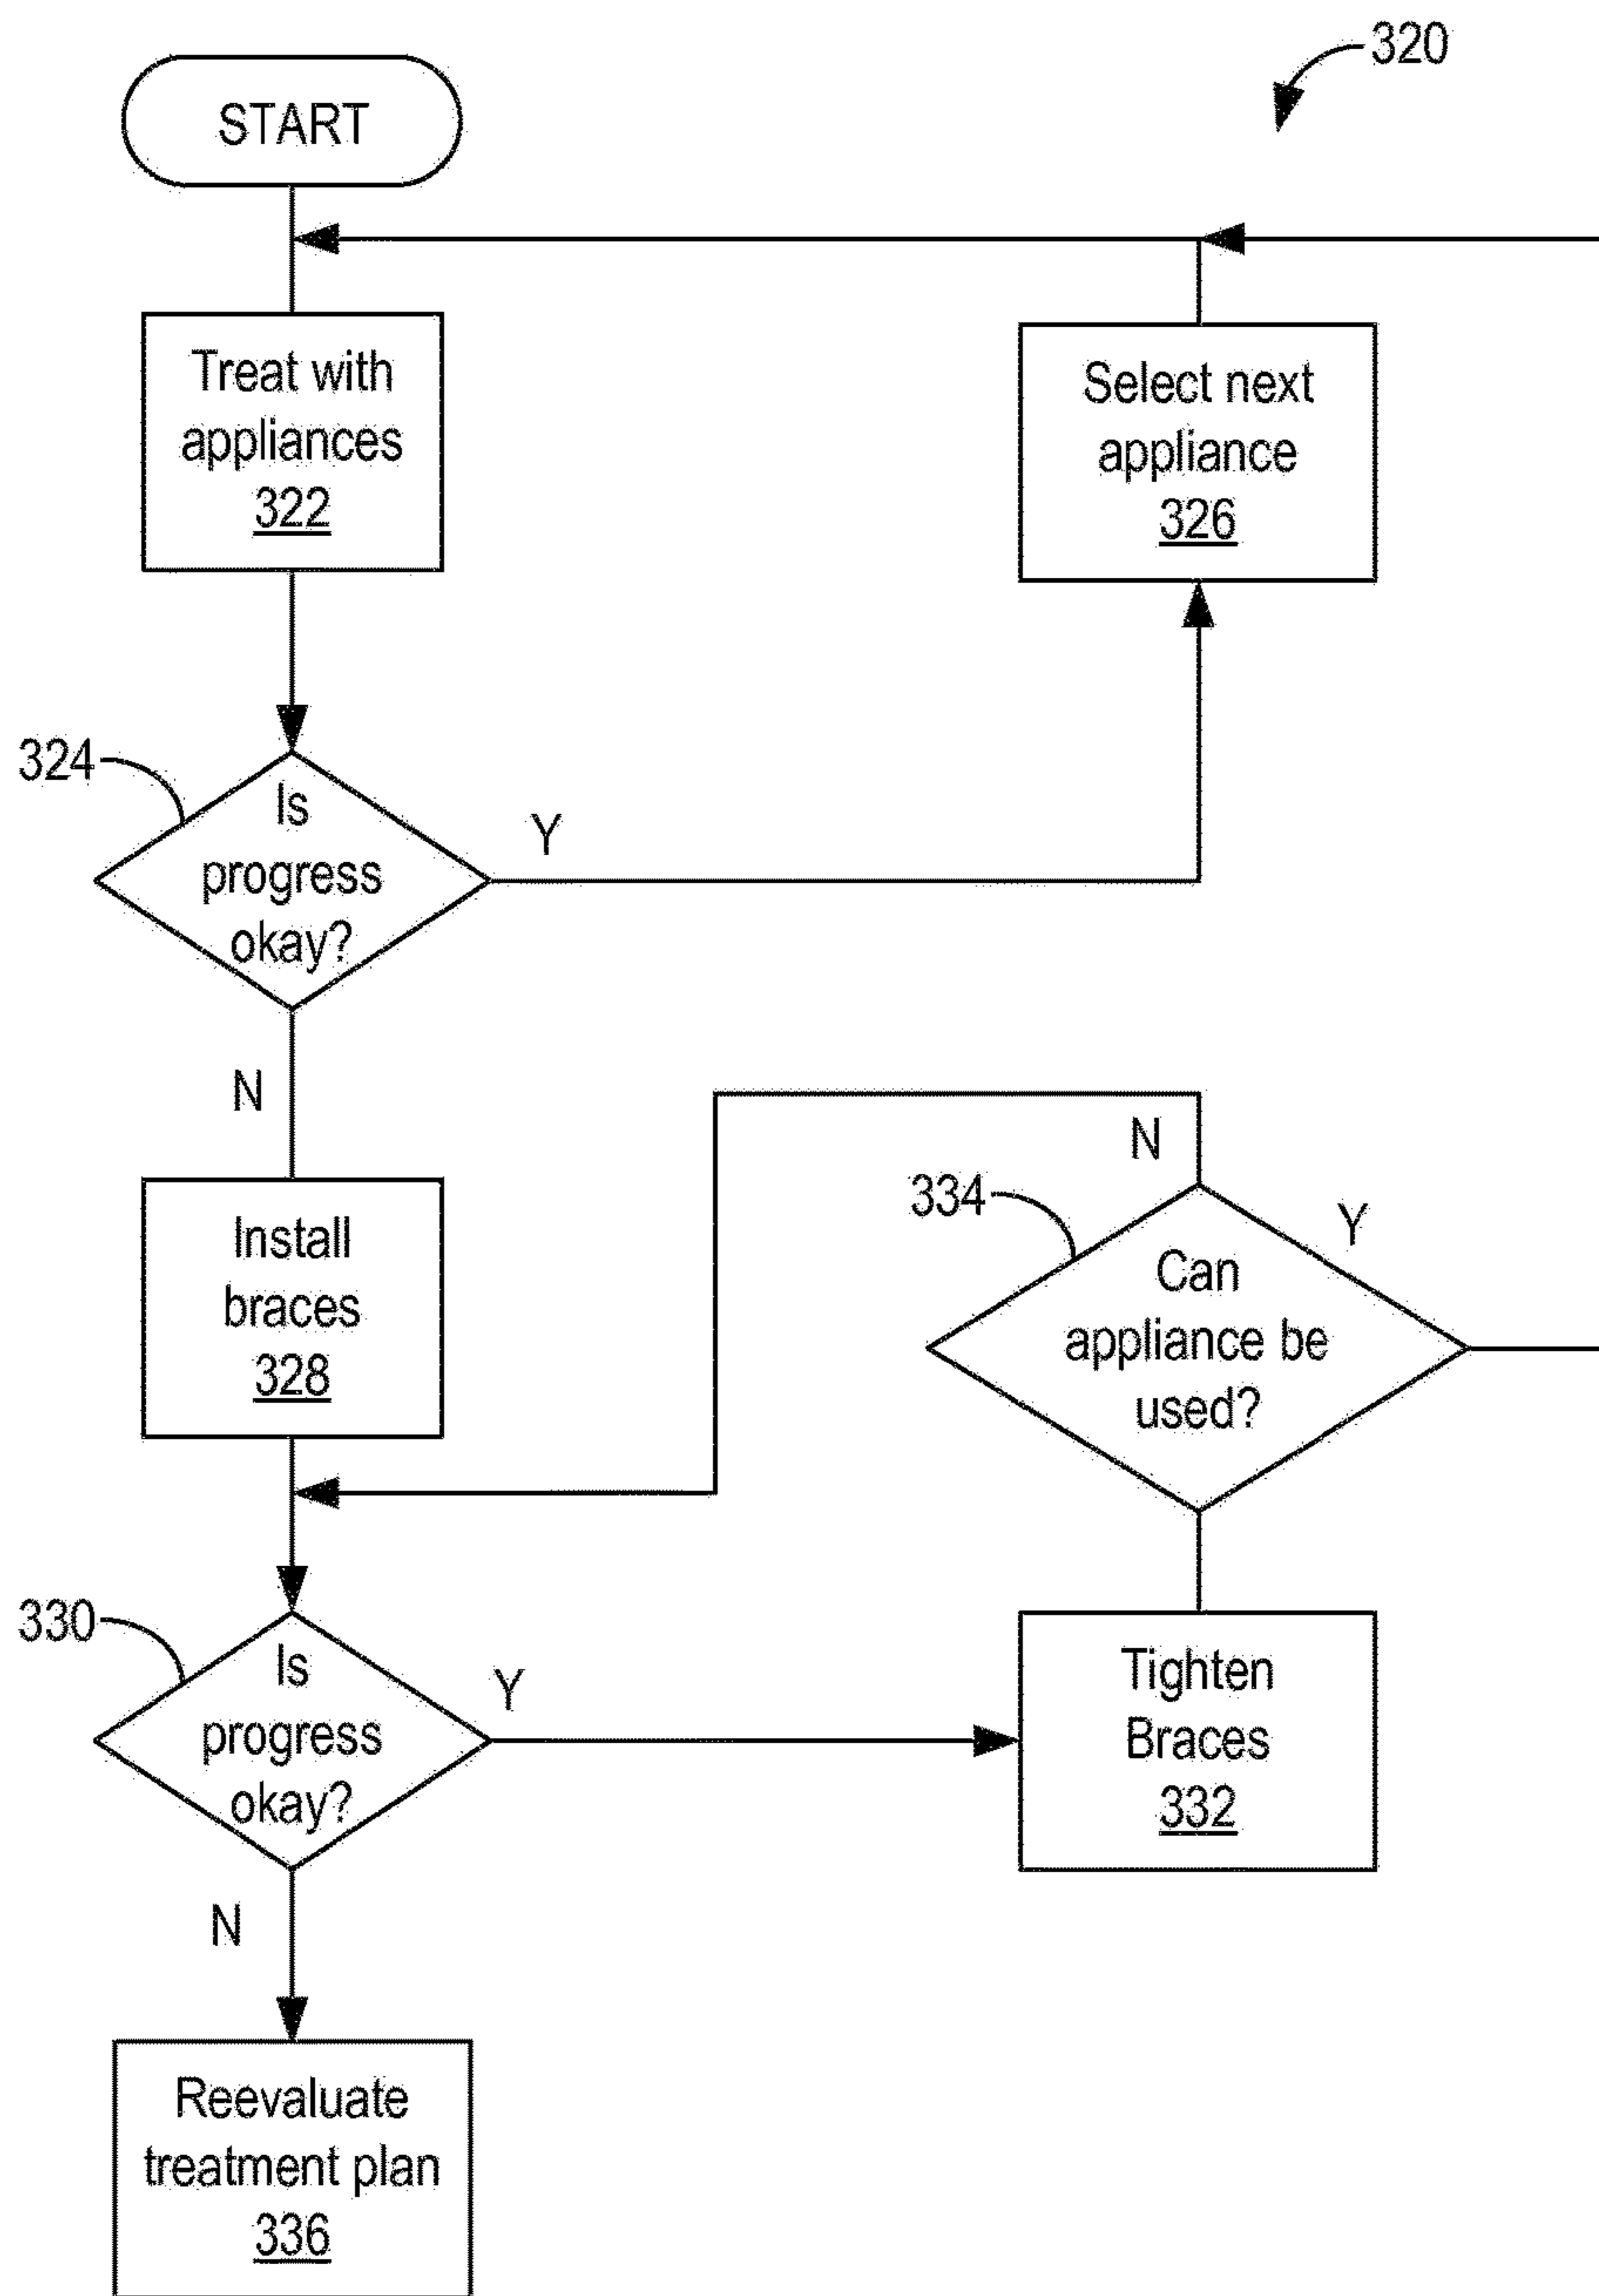 320
START
Treat with
appliances
322
Select next
appliance
326
324
Is
progress
okay?
Y
N
Install
braces
328
N
334
Y
Can
appliance be
used?
330
Is
progress
okay?
Y
Tighten
Braces
332
N
Reevaluate
treatment plan
336